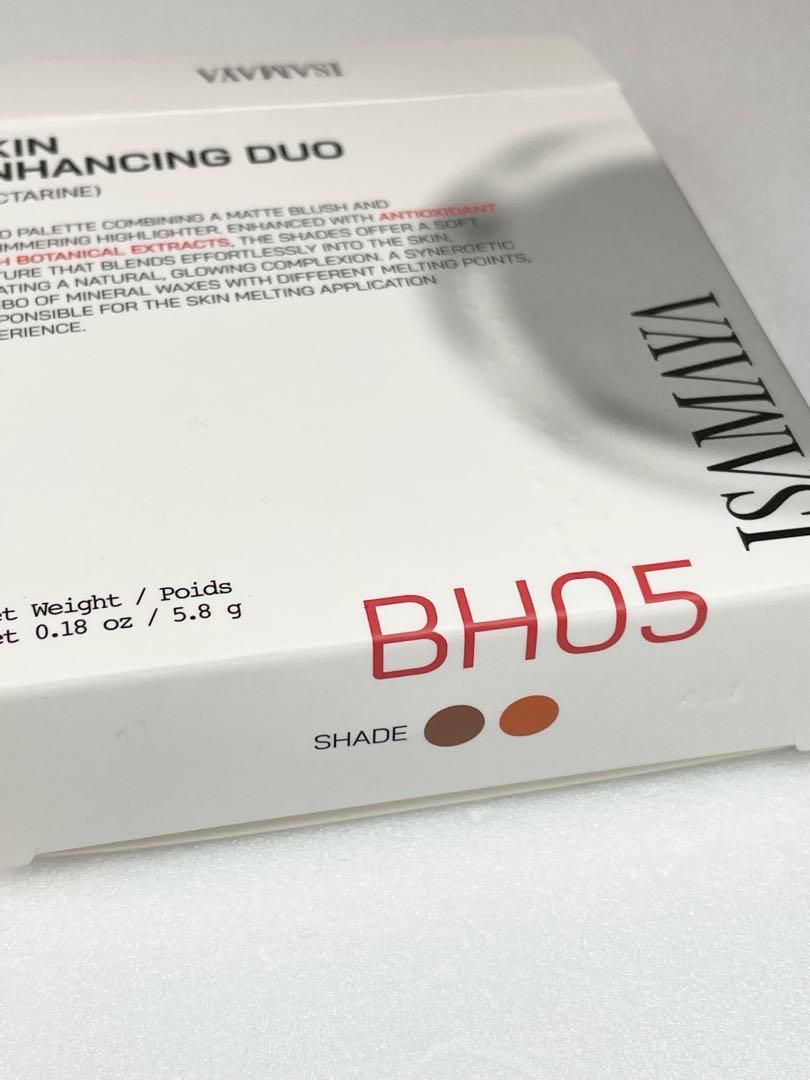 ISAMAYA
KIN
NHANCING DUO
CTARINE)
O PALETTE COMBINING A MATTE BLUSH AND
IMMERING HIGHLIGHTER. ENHANCED WITH ANTIOXIDANT
H BOTANICAL EXTRACTS, THE SHADES OFFER A SOFT
TURE THAT BLENDS EFFORTLESSLY INTO THE SKIN,
ATING A NATURAL, GLOWING COMPLEXION. A SYNERGETIC
BO OF MINERAL WAXES WITH DIFFERENT MELTING POINTS,
PONSIBLE FOR THE SKIN MELTING APPLICATION
ERIENCE.
ISAMAYA
et Weight / Poids
et 0.18 oz / 5.8 g
BH05
SHADE